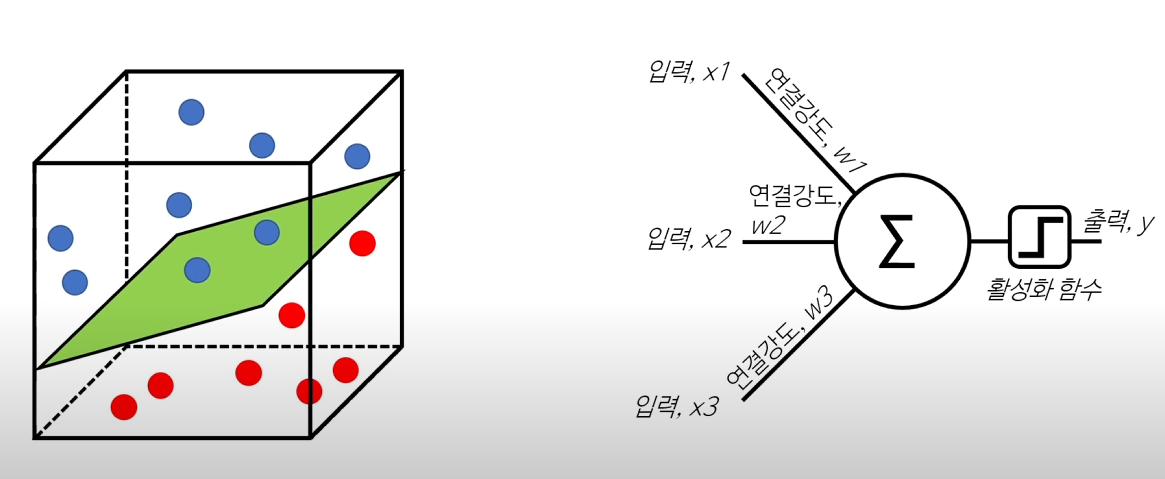 입력, x1
연결강도, w1
연결강도,
w2
입력, x2
Σ
출력, y
활성화 함수
연결강도, w3
입력, x3